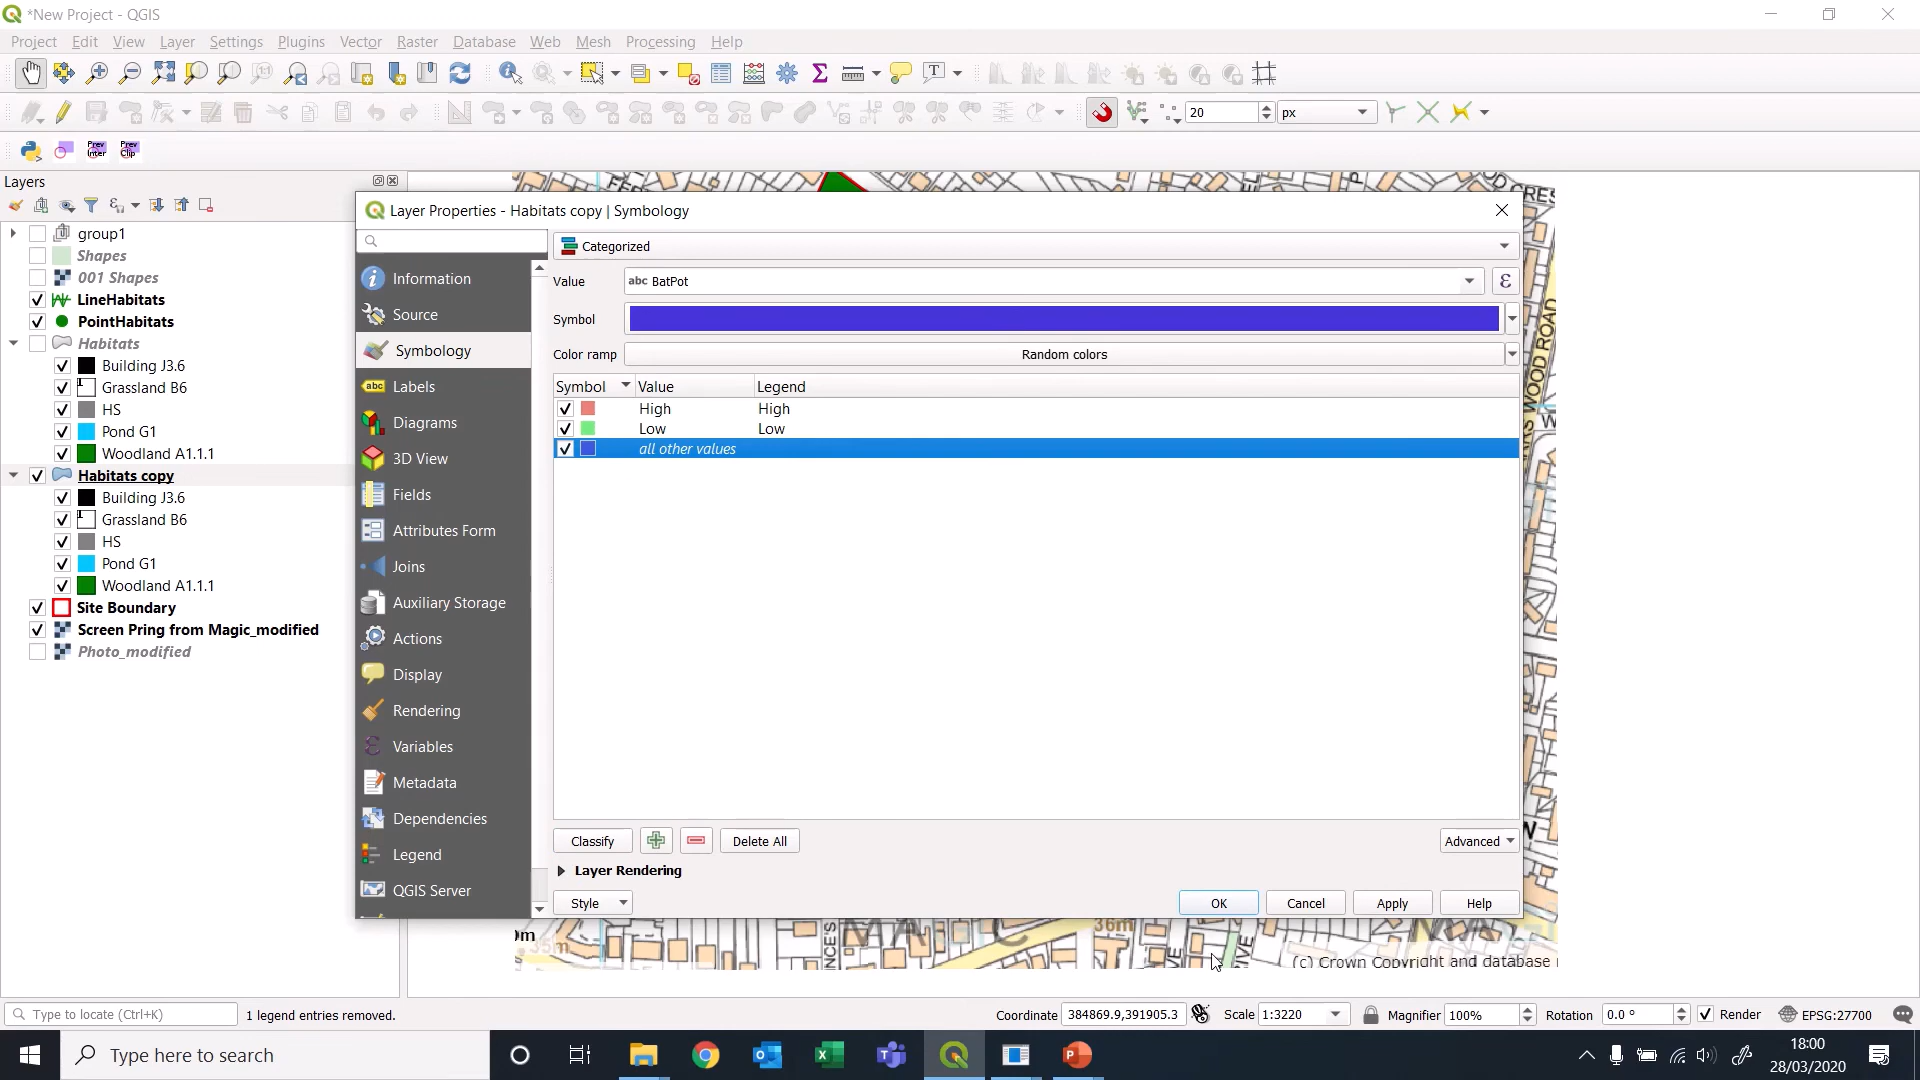 *New Project - QGIS
Project Edit View Layer Settings Plugins Vector Raster Database Web Mesh Processing Help
20 px
Prev Inter Prev Clip
Layers
group1
Shapes
001 Shapes
LineHabitats
PointHabitats
Habitats
Building J3.6
Grassland B6
HS
Pond G1
Woodland A1.1.1
Habitats copy
Building J3.6
Grassland B6
HS
Pond G1
Woodland A1.1.1
Site Boundary
Screen Pring from Magic_modified
Photo_modified
Layer Properties - Habitats copy | Symbology
Information
Source
Symbology
abc Labels
Diagrams
3D View
Fields
Attributes Form
Joins
Auxiliary Storage
Actions
Display
Rendering
Variables
Metadata
Dependencies
Legend
QGIS Server
Categorized
Value abc BatPot ε
Symbol
Color ramp Random colors
Symbol Value Legend
High High
Low Low
all other values
Classify Delete All Advanced
Layer Rendering
Style OK Cancel Apply Help
WOOD ROAD
36m
(c) Crown Copyright and database
Type to locate (Ctrl+K) 1 legend entries removed. Coordinate 384869.9,391905.3 Scale 1:3220 Magnifier 100% Rotation 0.0 ° Render EPSG:27700
Type here to search
18:00
28/03/2020